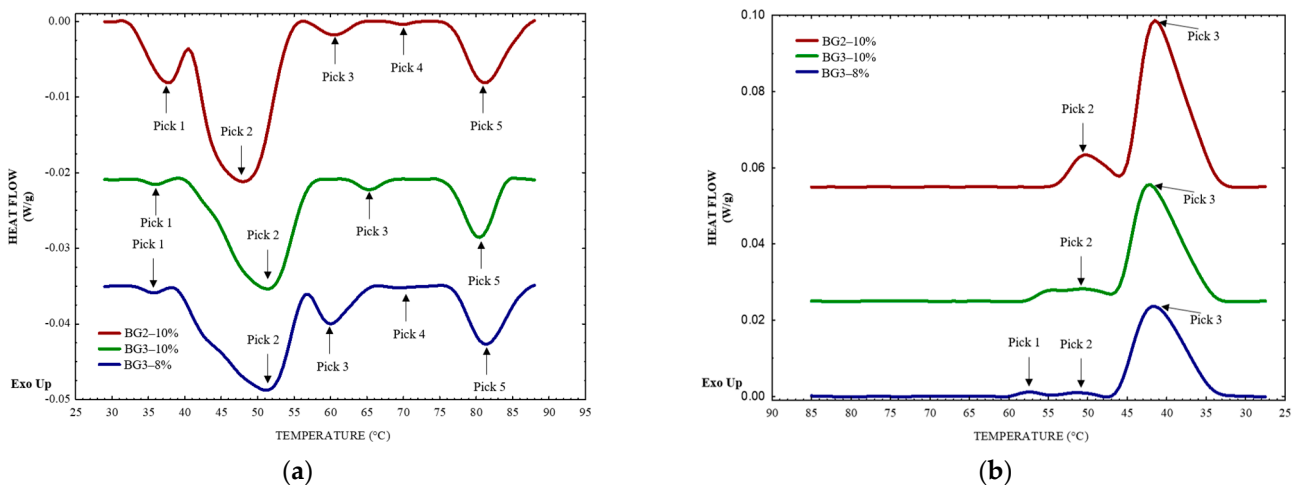 0.00
-0.01
-0.02
-0.03
-0.04
-0.05
HEAT FLOW
(W/g)
Pick 1
Pick 2
Pick 3
Pick 4
Pick 5
Pick 1
Pick 2
Pick 3
Pick 5
Pick 1
Pick 2
Pick 3
Pick 4
Pick 5
BG2–10%
BG3–10%
BG3–8%
Exo Up
25 29 35 40 45 50 55 60 65 70 75 80 85 95
TEMPERATURE (°C)
(a)
0.10
0.08
0.06
0.04
0.02
0.00
HEAT FLOW
(W/g)
BG2–10%
BG3–10%
BG3–8%
Pick 3
Pick 2
Pick 3
Pick 2
Pick 3
Pick 1
Pick 2
Exo Up
90 85 70 65 70 65 60 55 50 45 40 35 30 25
TEMPERATURE (°C)
(b)